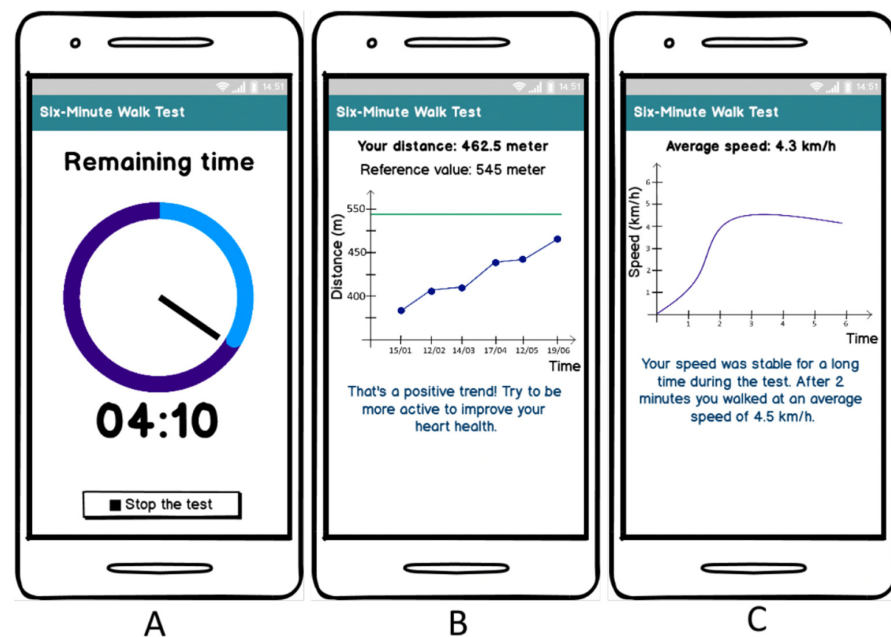 14:51
Six-Minute Walk Test
Remaining time
04:10
Stop the test
A
14:51
Six-Minute Walk Test
Your distance: 462.5 meter
Reference value: 545 meter
Distance (m)
550
450
400
15/01 12/02 14/03 17/04 12/05 19/06
Time
That's a positive trend! Try to be
more active to improve your
heart health.
B
14:51
Six-Minute Walk Test
Average speed: 4.3 km/h
Speed (km/h)
6
5
4
3
2
1
1 2 3 4 5 6
Time
Your speed was stable for a long
time during the test. After 2
minutes you walked at an average
speed of 4.5 km/h.
C